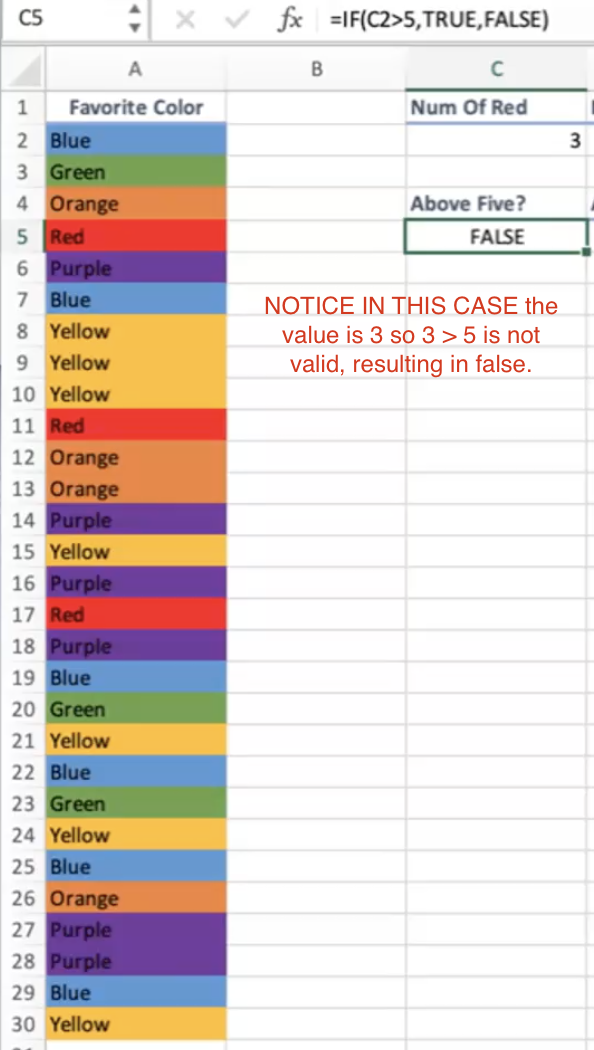 C5 fx =IF(C2>5,TRUE,FALSE)
A B C
1 Favorite Color Num Of Red
2 Blue 3
3 Green
4 Orange Above Five?
5 Red FALSE
6 Purple
7 Blue
8 Yellow
9 Yellow
10 Yellow
11 Red
12 Orange
13 Orange
14 Purple
15 Yellow
16 Purple
17 Red
18 Purple
19 Blue
20 Green
21 Yellow
22 Blue
23 Green
24 Yellow
25 Blue
26 Orange
27 Purple
28 Purple
29 Blue
30 Yellow
NOTICE IN THIS CASE the
value is 3 so 3 > 5 is not
valid, resulting in false.